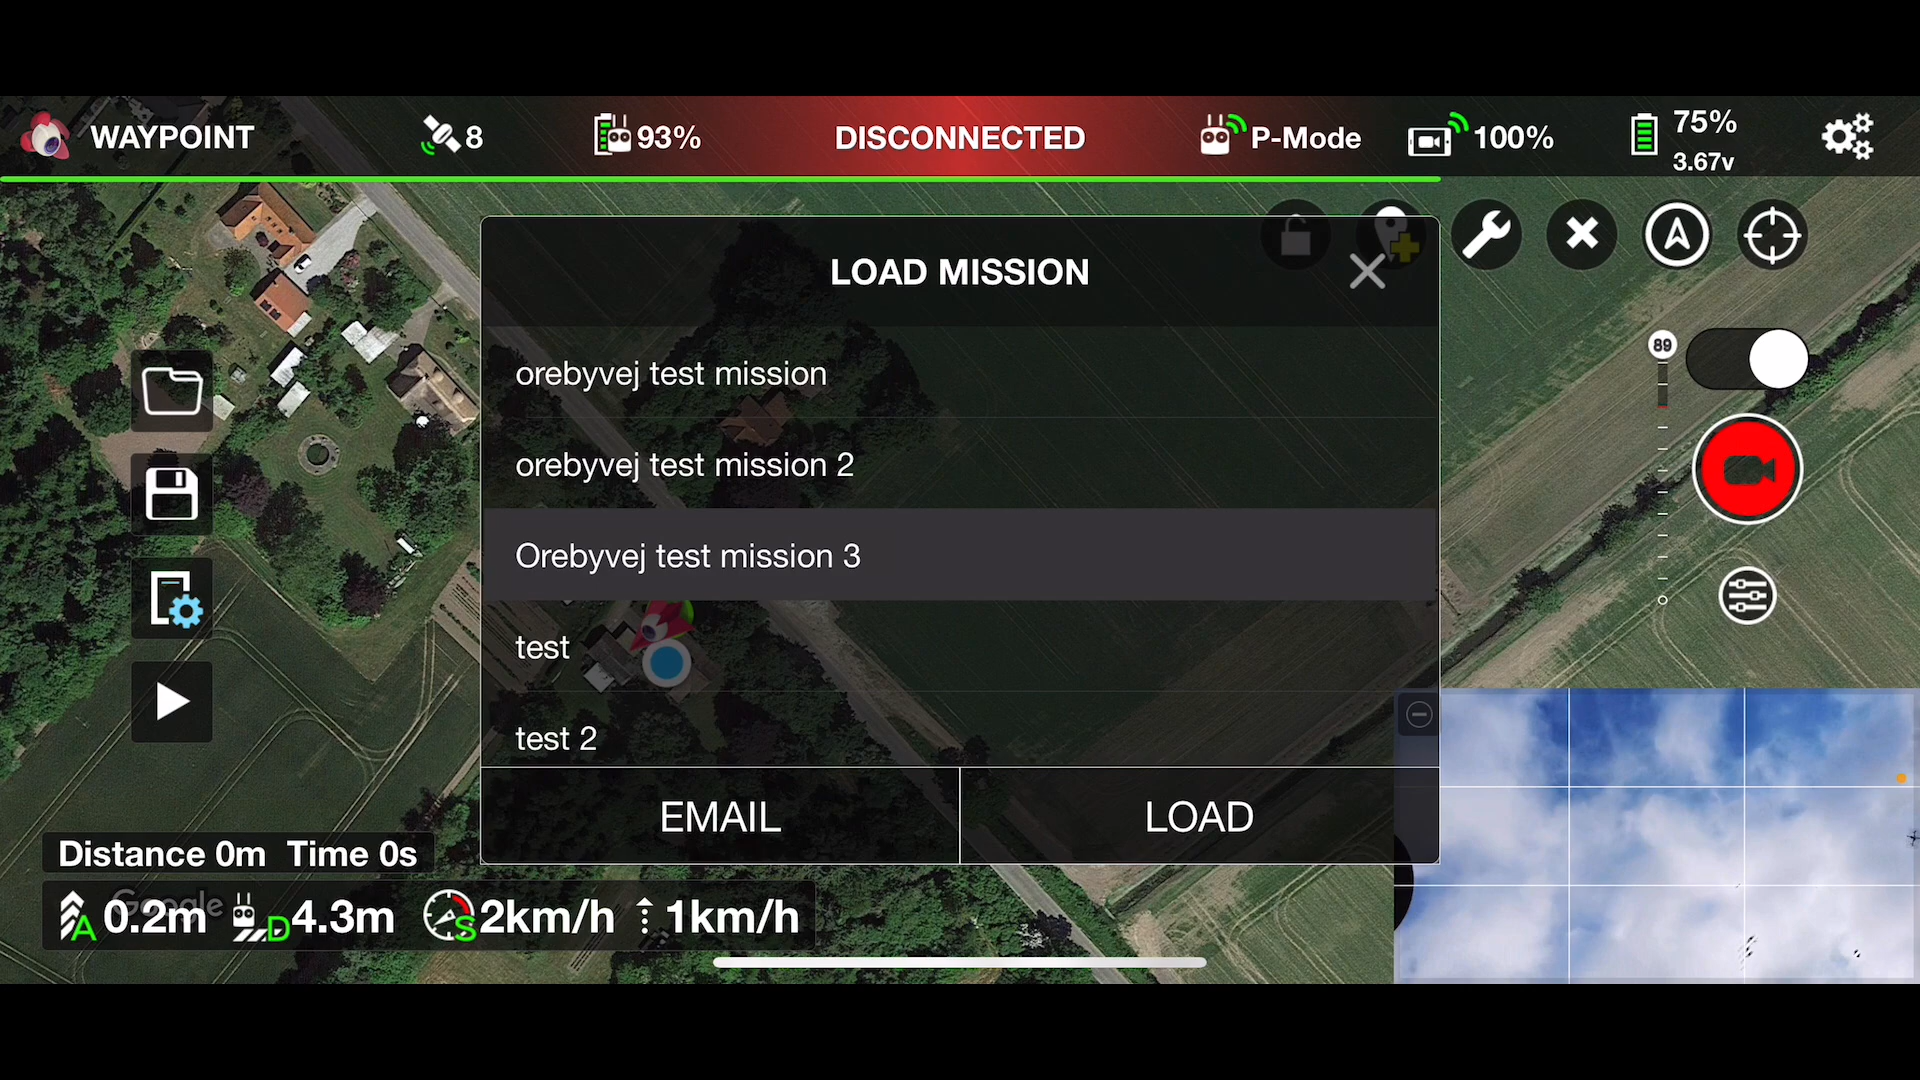 WAYPOINT
8
93%
DISCONNECTED
P-Mode
100%
75%
3.67v
LOAD MISSION
orebyvej test mission
orebyvej test mission 2
Orebyvej test mission 3
test
test 2
EMAIL
LOAD
89
Distance 0m Time 0s
Google
A 0.2m D 4.3m S 2km/h 1km/h